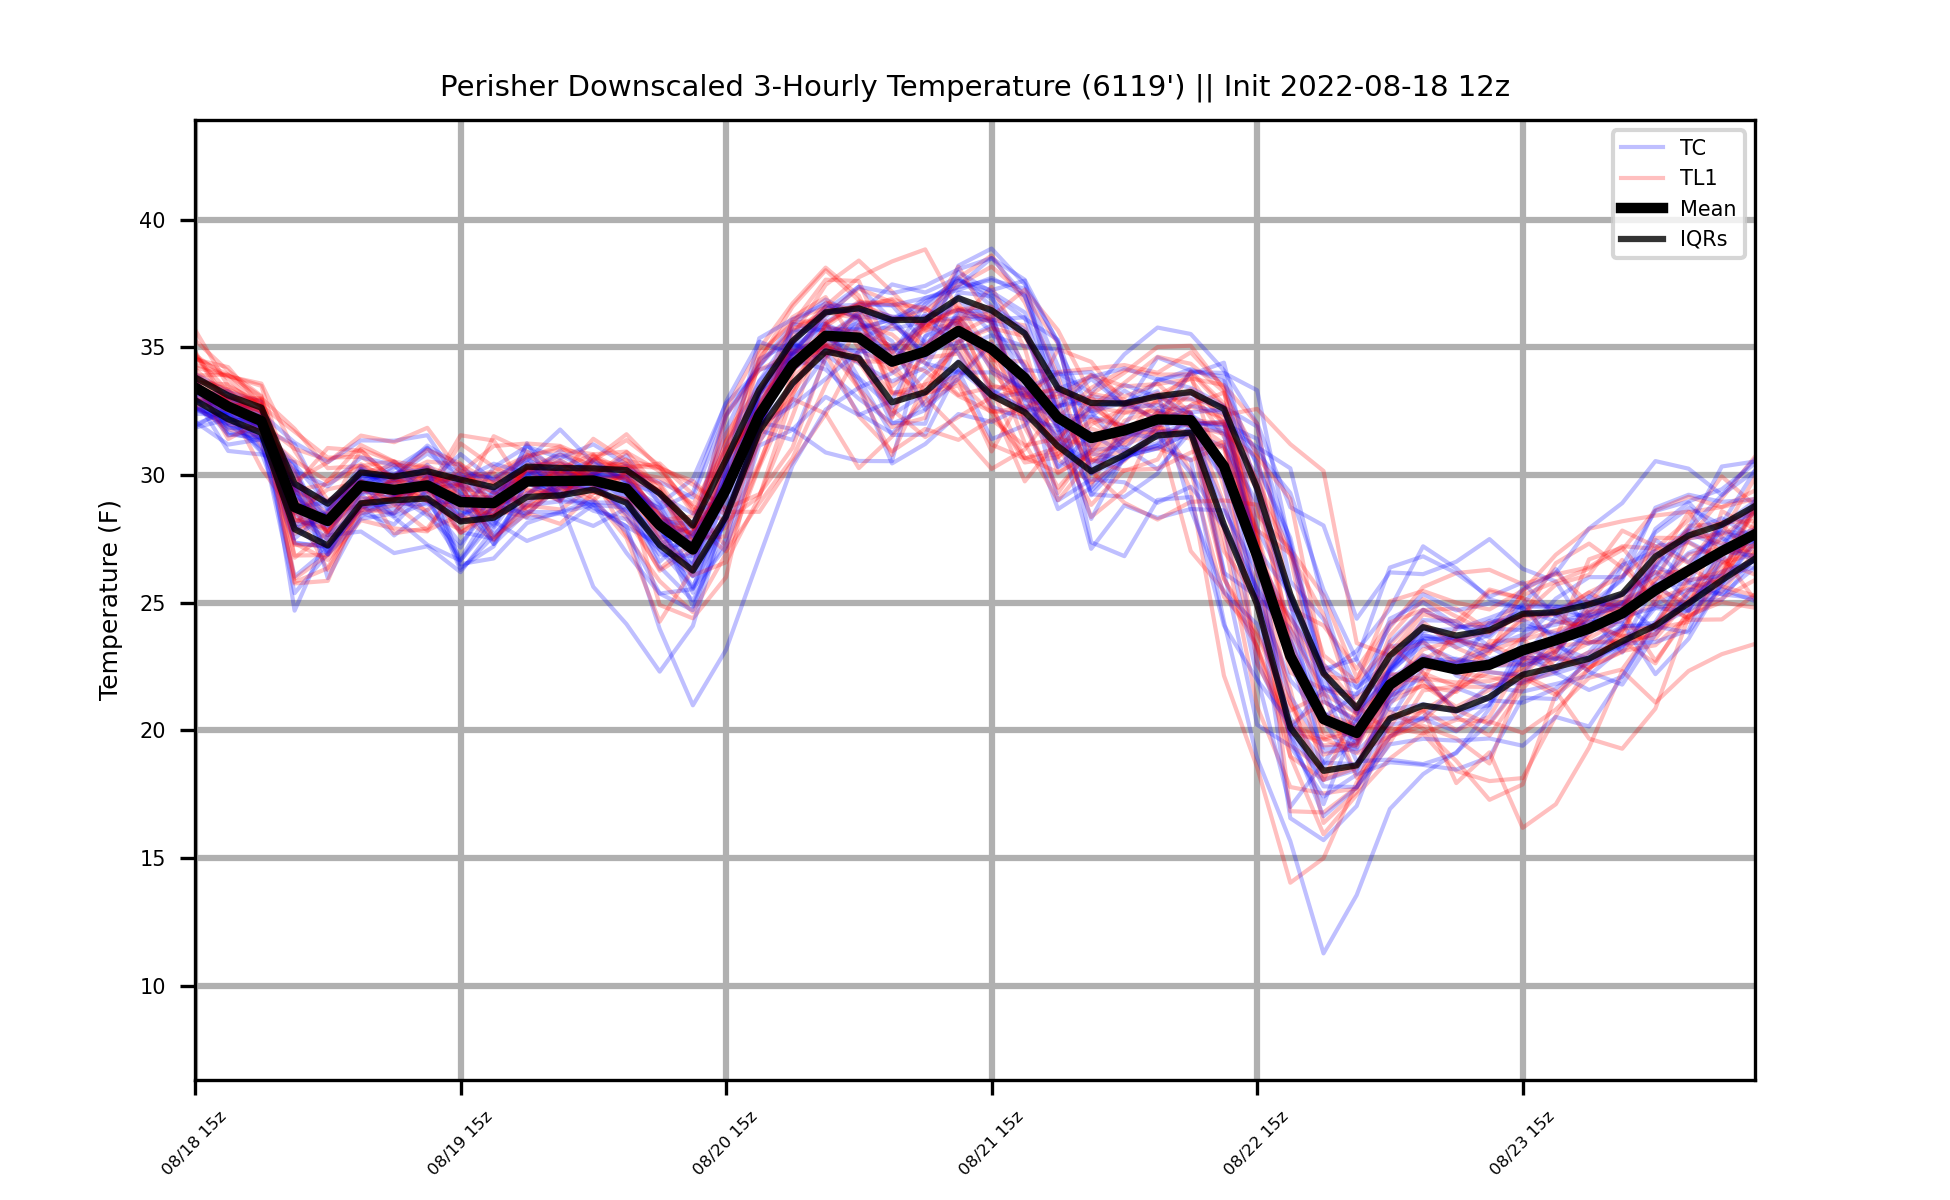 Perisher Downscaled 3-Hourly Temperature (6119') || Init 2022-08-18 12z
TC
TL1
Mean
IQRs
Temperature (F)
40
35
30
25
20
15
10
08/18 15z
08/19 15z
08/20 15z
08/21 15z
08/22 15z
08/23 15z